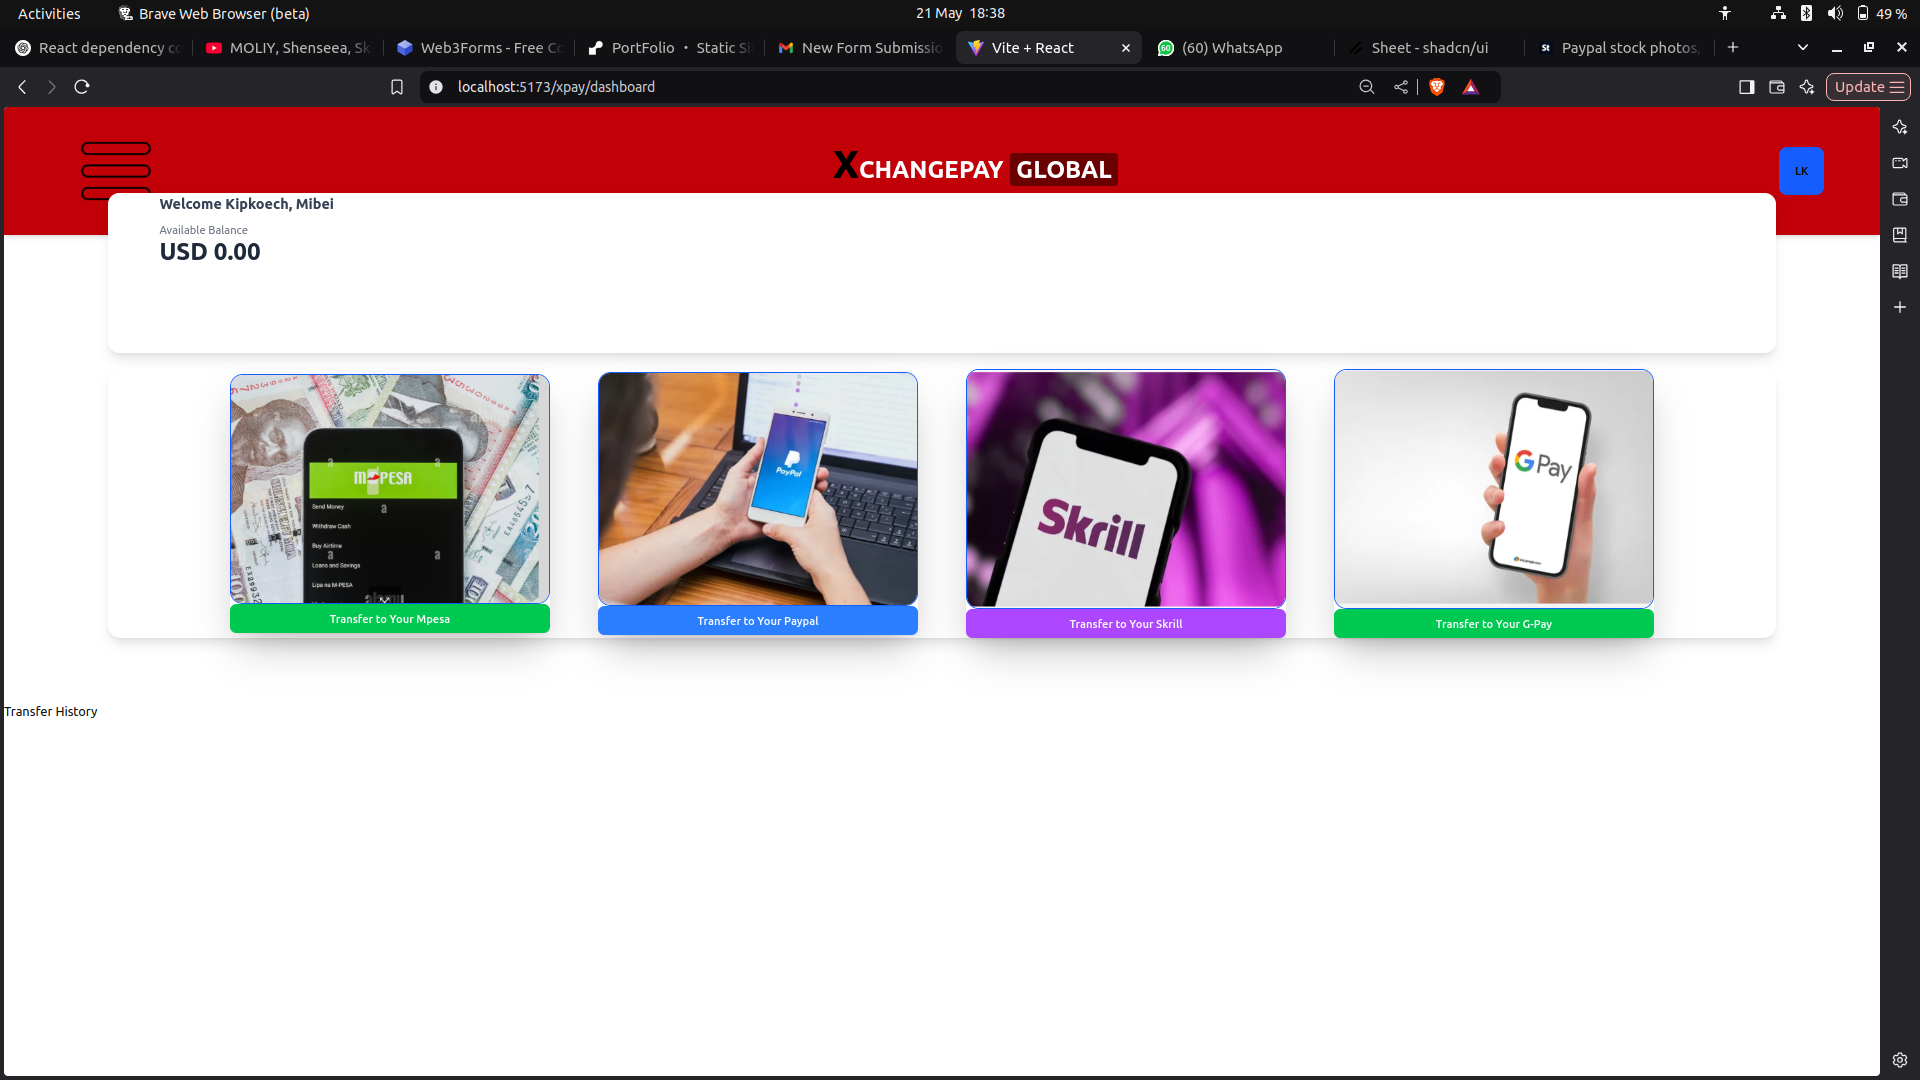 Activities
Brave Web Browser (beta)
21 May 18:38
49 %
React dependency co
MOLIY, Shenseea, Sk
Web3Forms - Free Co
PortFolio • Static Si
New Form Submissio
Vite + React
(60) WhatsApp
Sheet - shadcn/ui
Paypal stock photos,
localhost:5173/xpay/dashboard
Update
XCHANGEPAY GLOBAL
LK
Welcome Kipkoech, Mibei
Available Balance
USD 0.00
M-PESA
Send Money
Withdraw Cash
Buy Airtime
Loans and Savings
Lipa na M-PESA
PayPal
Skrill
G Pay
Transfer to Your Mpesa
Transfer to Your Paypal
Transfer to Your Skrill
Transfer to Your G-Pay
Transfer History